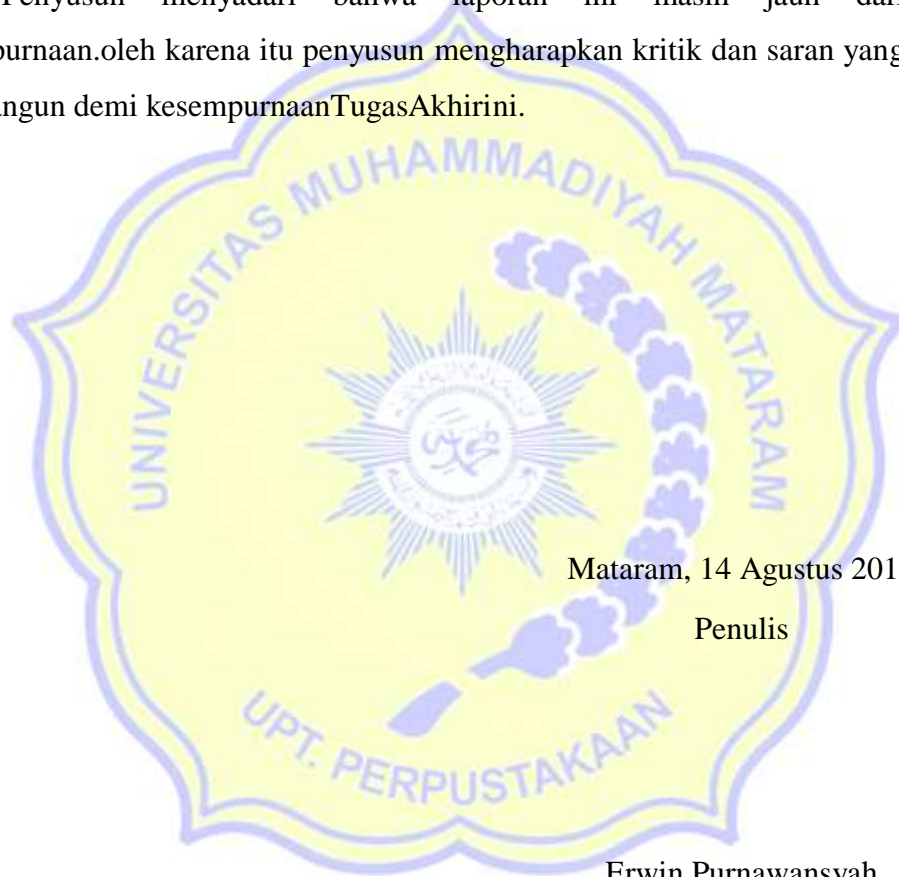 Penyusun menyadari bahwa laporan ini masih jauh dari
purnaan.oleh karena itu penyusun mengharapkan kritik dan saran yang
ngun demi kesempurnaanTugasAkhirini.
UNIVERSITAS MUHAMMADIYAH MATARAM
Mataram, 14 Agustus 201
Penulis
UPT. PERPUSTAKAAN
Erwin Purnawansyah